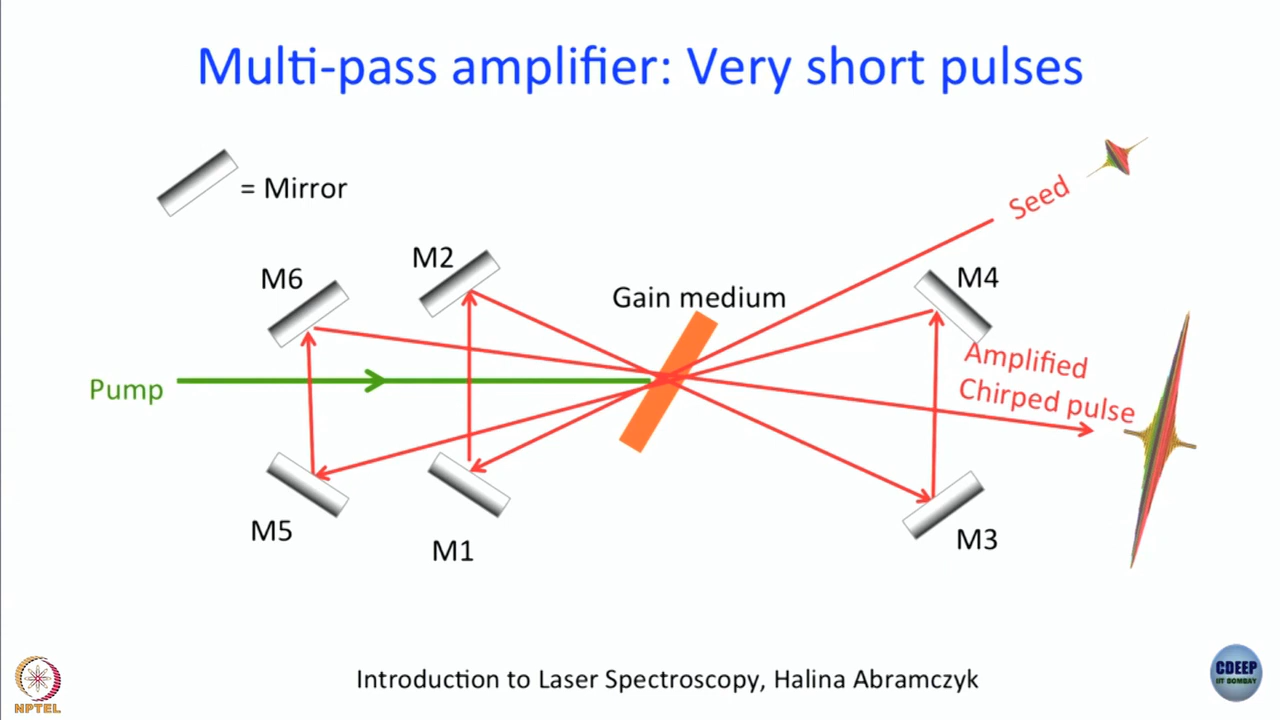 Multi-pass amplifier: Very short pulses
= Mirror
Seed
M2
M6
M4
Gain medium
Amplified
Chirped pulse
Pump
M5
M1
M3
Introduction to Laser Spectroscopy, Halina Abramczyk
NPTEL
CDEEP
IIT BOMBAY